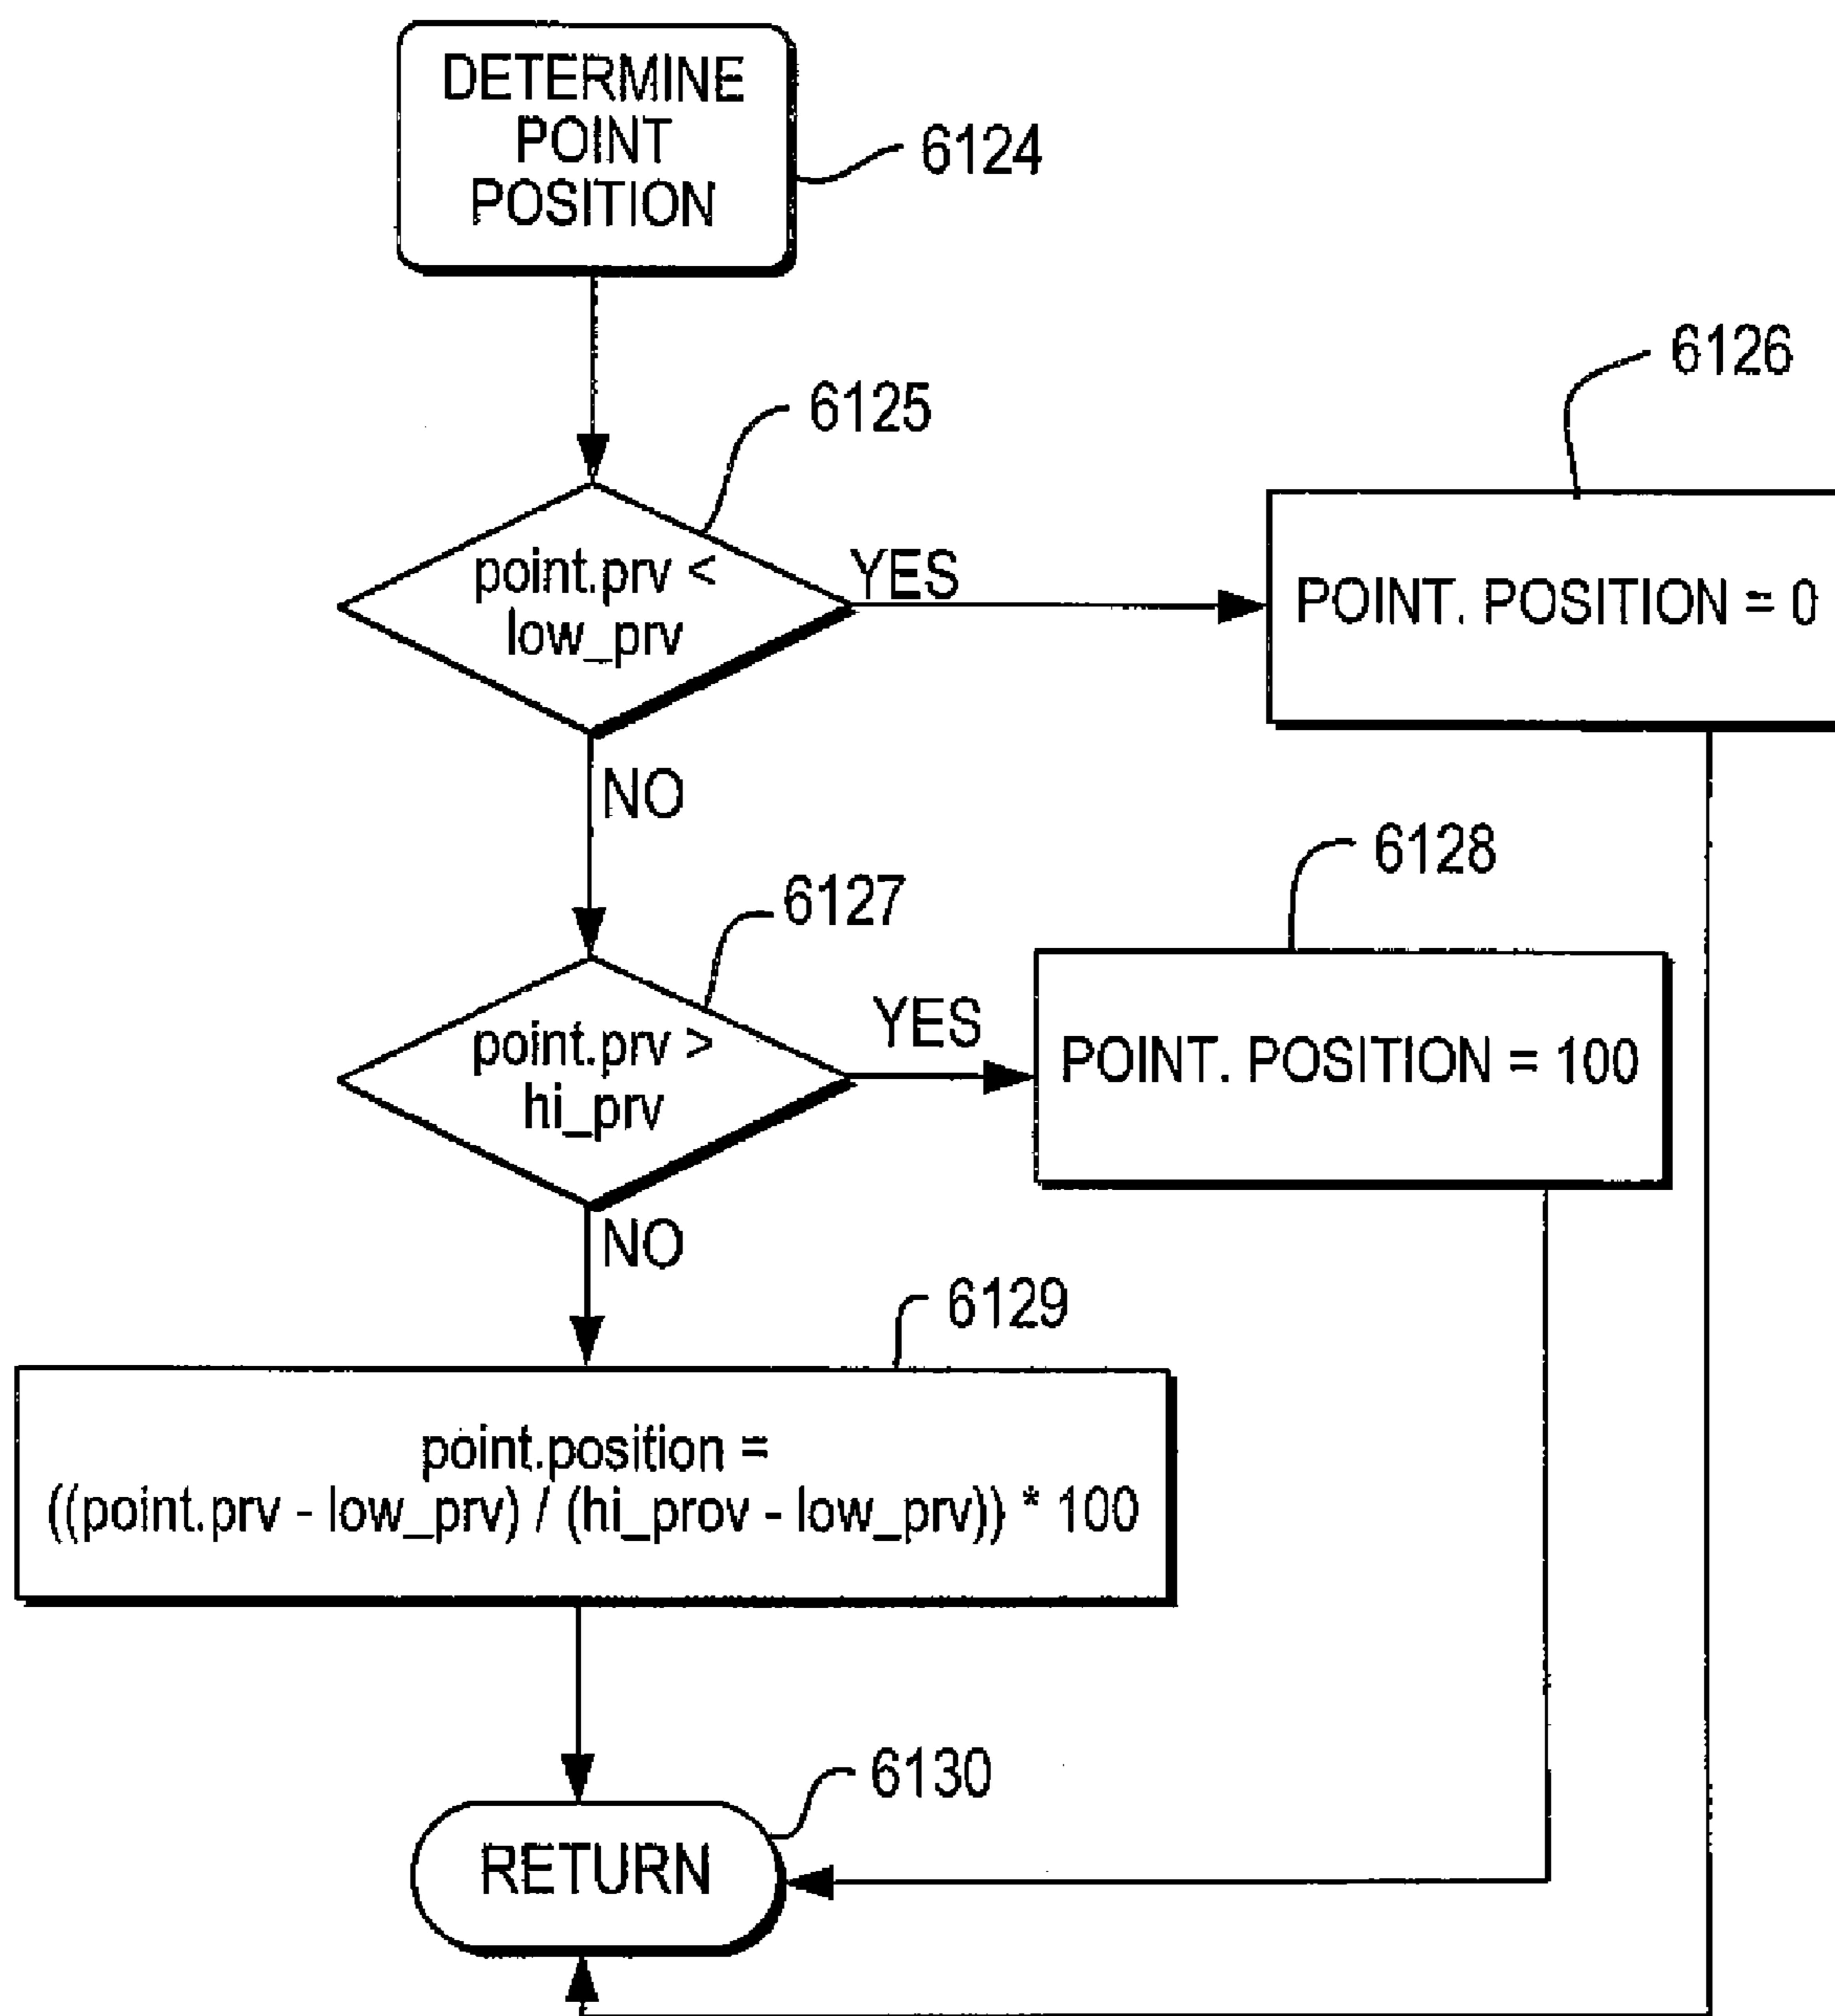 DETERMINE
POINT
POSITION
6124
6125
6126
point.prv <
low_prv
YES
POINT. POSITION = 0
NO
6127
6128
point.prv >
hi_prv
YES
POINT. POSITION = 100
NO
6129
point.position =
((point.prv - low_prv) / (hi_prov - low_prv)) * 100
6130
RETURN